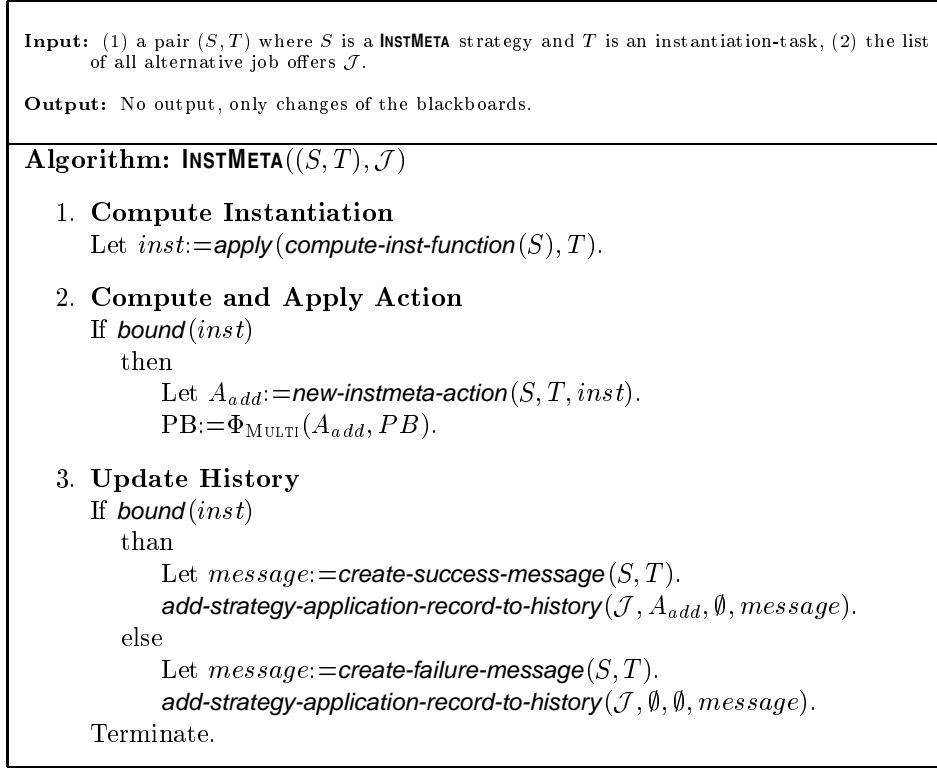 Input: (1) a pair (S, T) where S is a INSTMETA strategy and T is an instantiation-task, (2) the list
of all alternative job offers 𝒥.
Output: No output, only changes of the blackboards.
Algorithm: INSTMETA((S, T), 𝒥)
1. Compute Instantiation
Let inst:=apply(compute-inst-function(S), T).
2. Compute and Apply Action
If bound(inst)
then
Let A_add:=new-instmeta-action(S, T, inst).
PB:=Φ_MULTI(A_add, PB).
3. Update History
If bound(inst)
than
Let message:=create-success-message(S, T).
add-strategy-application-record-to-history(𝒥, A_add, ∅, message).
else
Let message:=create-failure-message(S, T).
add-strategy-application-record-to-history(𝒥, ∅, ∅, message).
Terminate.